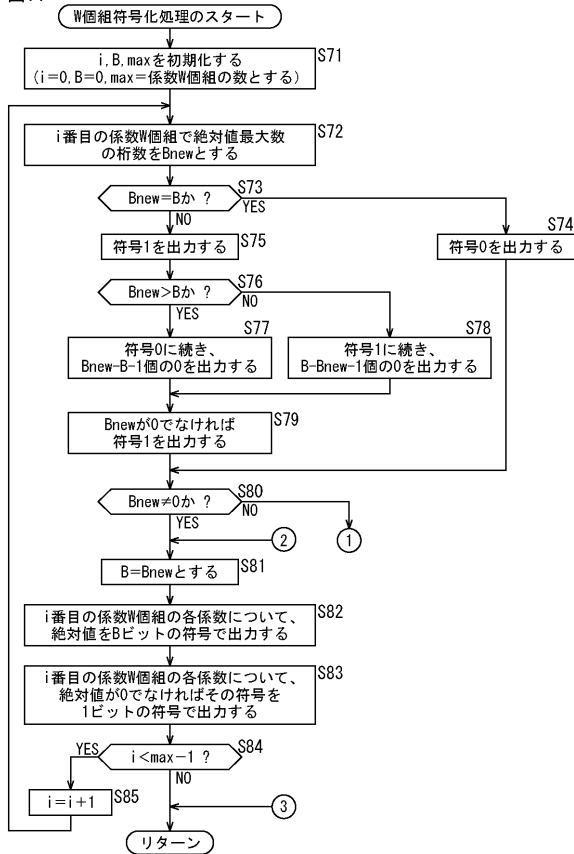 W個組符号化処理のスタート
i,B,maxを初期化する
(i=0,B=0,max=係数W個組の数とする)
S71
i番目の係数W個組で絶対値最大数
の桁数をBnewとする
S72
Bnew=Bか ?
S73
YES
NO
符号1を出力する
S75
符号0を出力する
S74
Bnew>Bか ?
S76
NO
YES
符号0に続き、
Bnew-B-1個の0を出力する
S77
符号1に続き、
B-Bnew-1個の0を出力する
S78
Bnewが0でなければ
符号1を出力する
S79
Bnew≠0か ?
S80
NO
YES
2
1
B=Bnewとする
S81
i番目の係数W個組の各係数について、
絶対値をBビットの符号で出力する
S82
i番目の係数W個組の各係数について、
絶対値が0でなければその符号を
1ビットの符号で出力する
S83
i<max-1 ?
S84
YES
NO
i=i+1
S85
3
リターン